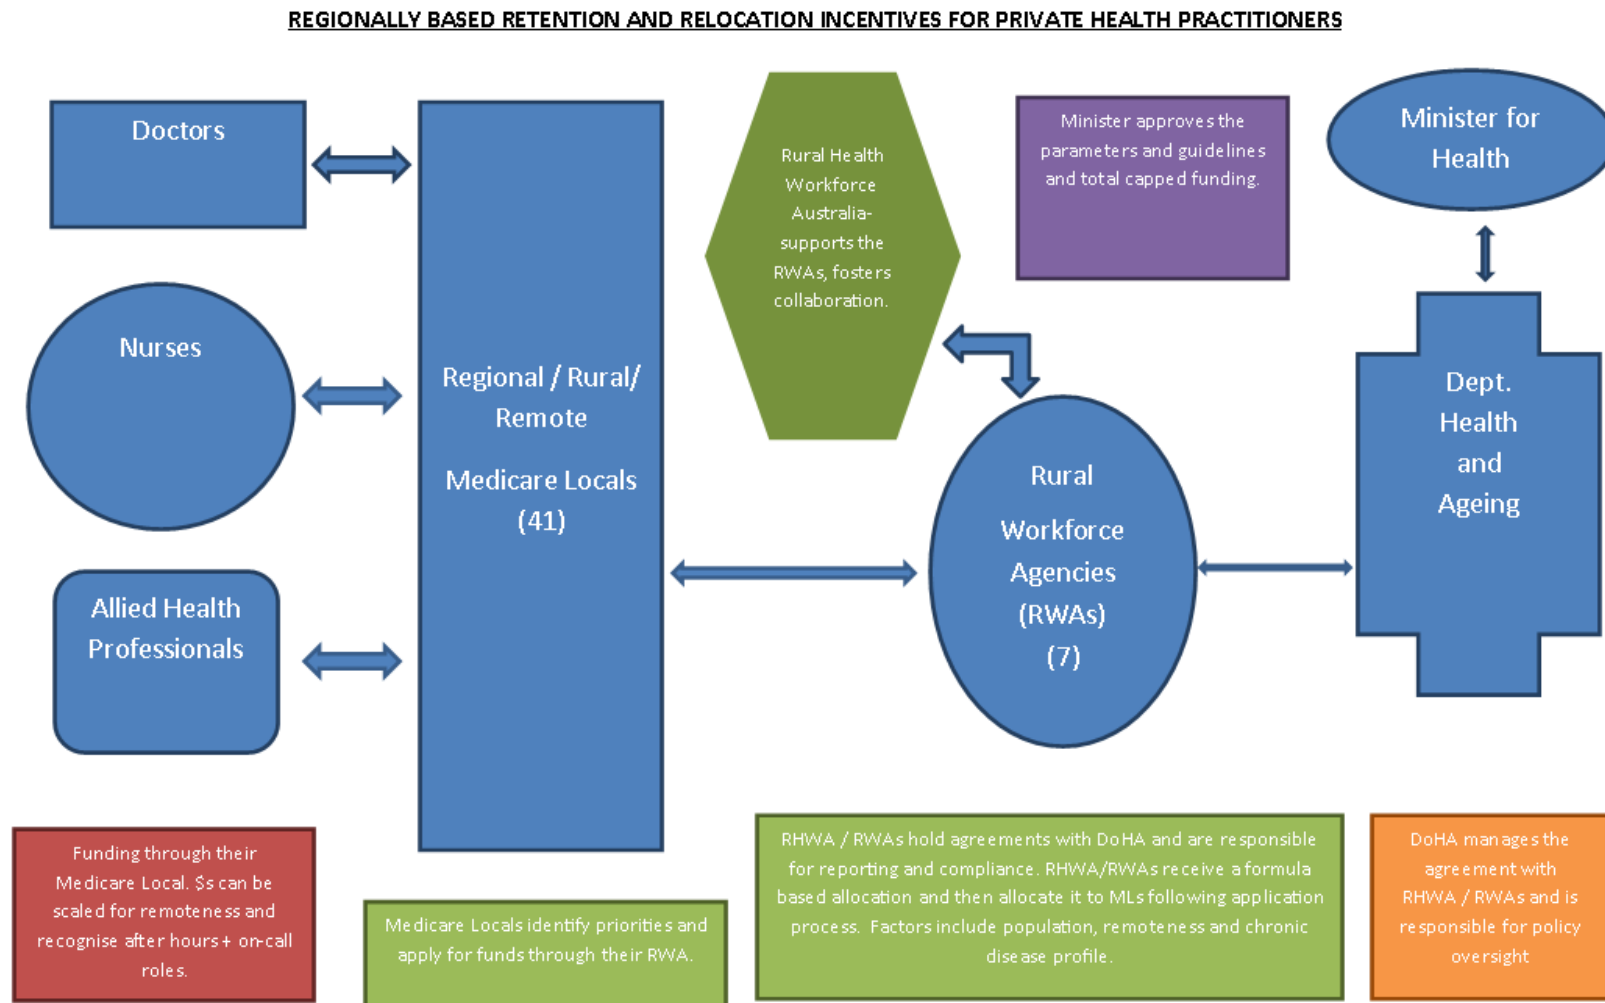 REGIONALLY BASED RETENTION AND RELOCATION INCENTIVES FOR PRIVATE HEALTH PRACTITIONERS
Doctors
Nurses
Allied Health
Professionals
Regional / Rural/
Remote
Medicare Locals
(41)
Rural Health
Workforce
Australia-
supports the
RWAs, fosters
collaboration.
Minister approves the
parameters and guidelines
and total capped funding.
Minister for
Health
Rural
Workforce
Agencies
(RWAs)
(7)
Dept.
Health
and
Ageing
Funding through their
Medicare Local. $s can be
scaled for remoteness and
recognise after hours + on-call
roles.
Medicare Locals identify priorities and
apply for funds through their RWA.
RHWA / RWAs hold agreements with DoHA and are responsible
for reporting and compliance. RHWA/RWAs receive a formula
based allocation and then allocate it to MLs following application
process. Factors include population, remoteness and chronic
disease profile.
DoHA manages the
agreement with
RHWA / RWAs and is
responsible for policy
oversight